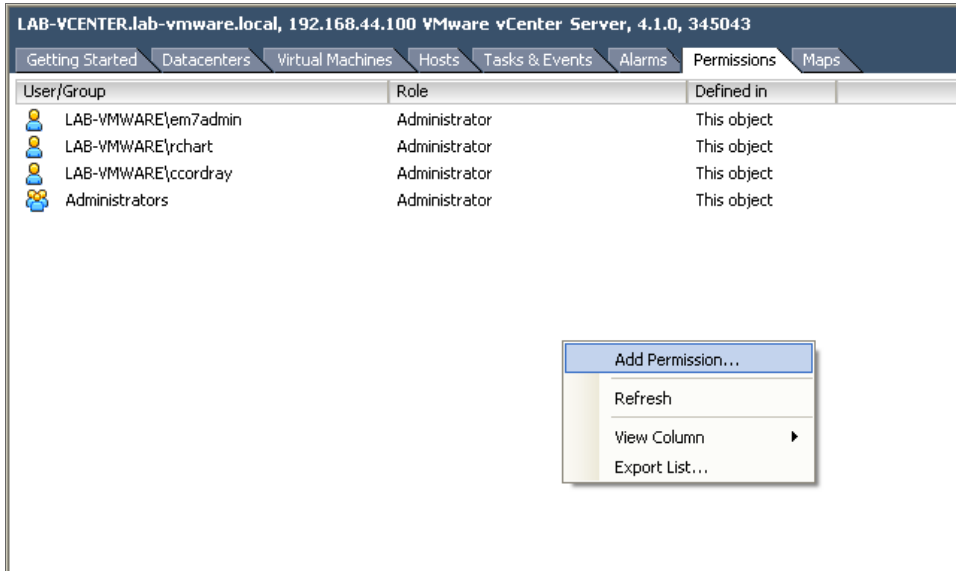 LAB-VCENTER.lab-vmware.local, 192.168.44.100 VMware vCenter Server, 4.1.0, 345043
Getting Started Datacenters Virtual Machines Hosts Tasks & Events Alarms Permissions Maps
User/Group Role Defined in
LAB-VMWARE\em7admin Administrator This object
LAB-VMWARE\rchart Administrator This object
LAB-VMWARE\ccordray Administrator This object
Administrators Administrator This object
Add Permission...
Refresh
View Column
Export List...